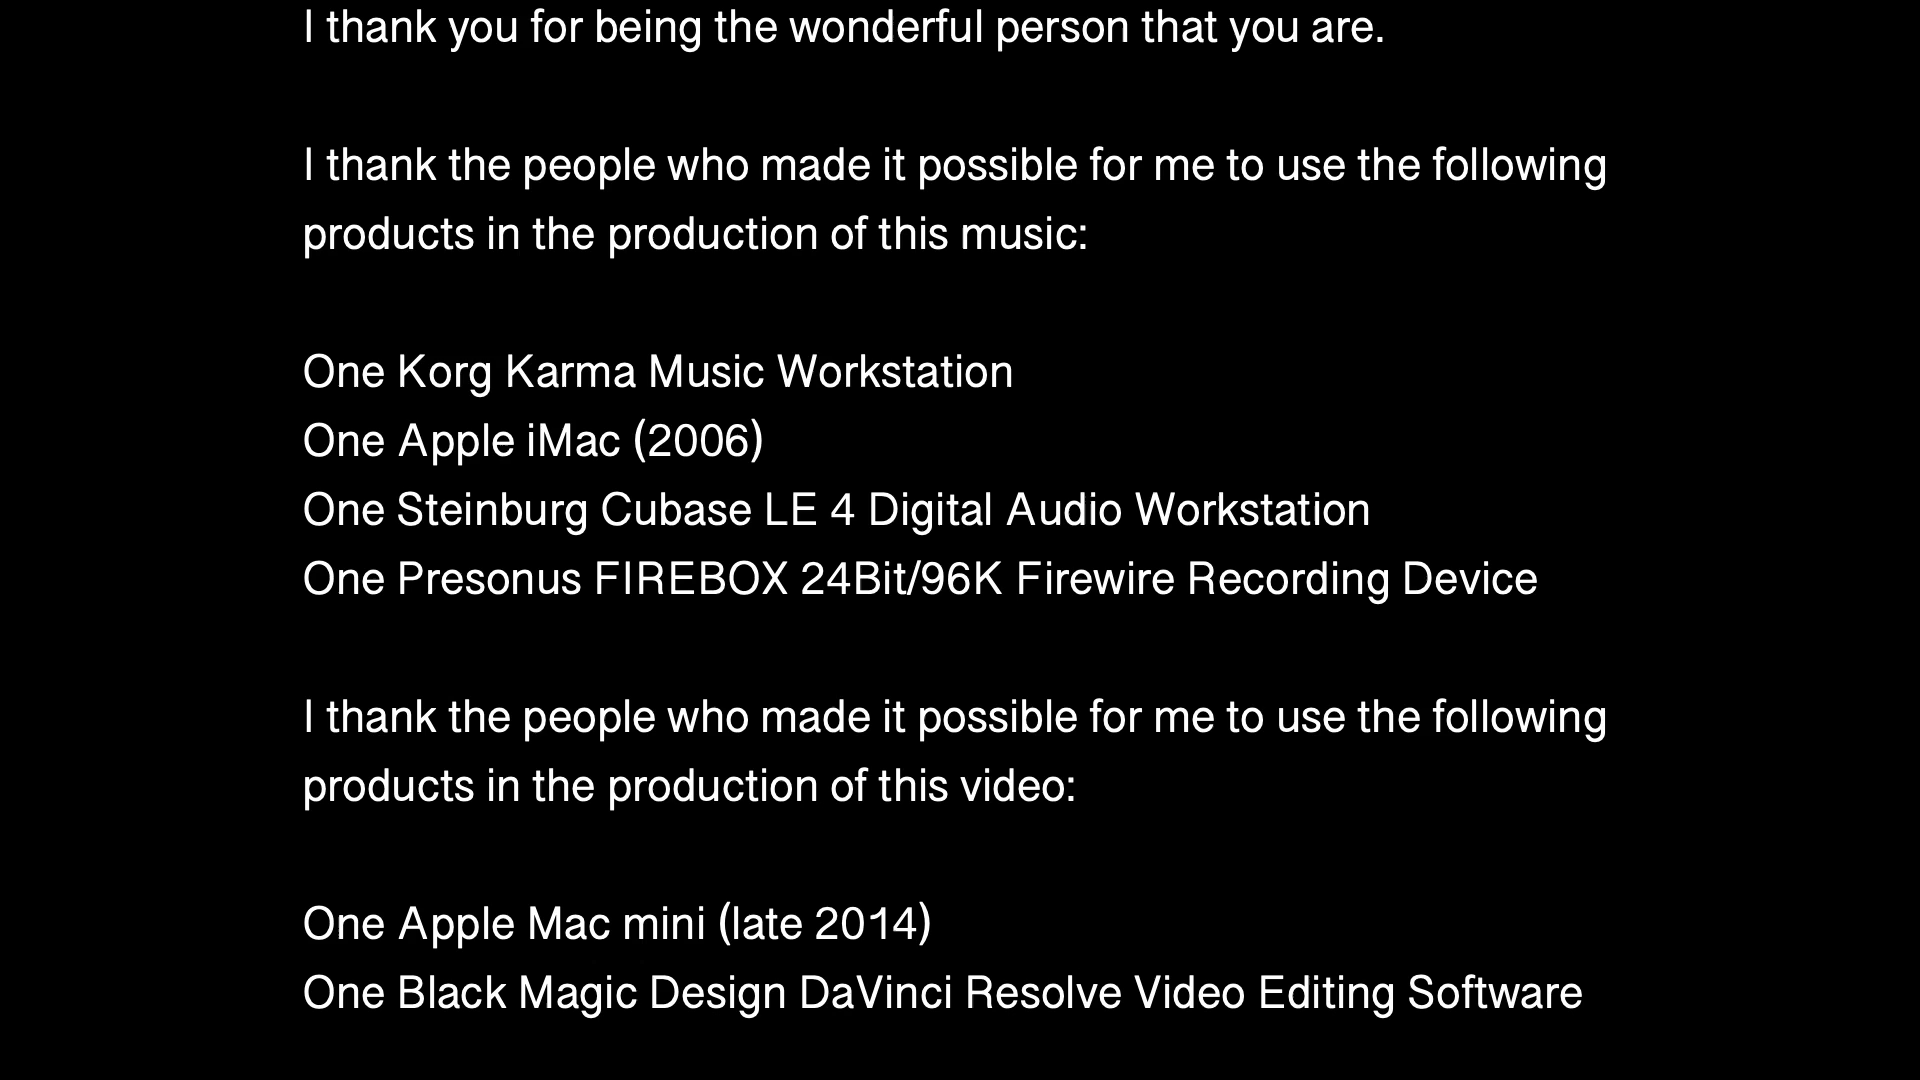 I thank you for being the wonderful person that you are.
I thank the people who made it possible for me to use the following
products in the production of this music:
One Korg Karma Music Workstation
One Apple iMac (2006)
One Steinburg Cubase LE 4 Digital Audio Workstation
One Presonus FIREBOX 24Bit/96K Firewire Recording Device
I thank the people who made it possible for me to use the following
products in the production of this video:
One Apple Mac mini (late 2014)
One Black Magic Design DaVinci Resolve Video Editing Software